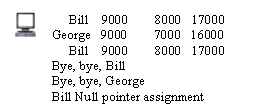 Bill 9000 8000 17000
George 9000 7000 16000
Bill 9000 8000 17000
Bye, bye, Bill
Bye, bye, George
Bill Null pointer assignment